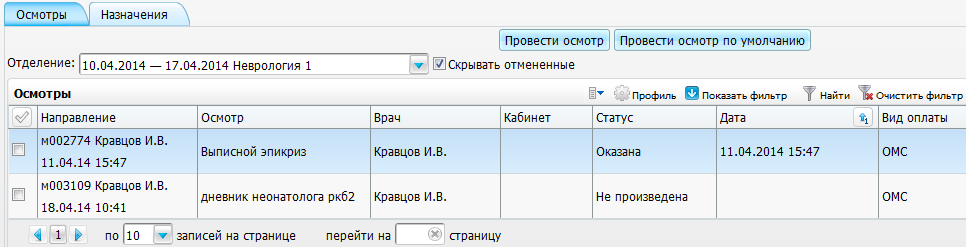 Осмотры Назначения
Провести осмотр Провести осмотр по умолчанию
Отделение: 10.04.2014 — 17.04.2014 Неврология 1 Скрывать отмененные
Осмотры Профиль Показать фильтр Найти Очистить фильтр
Направление Осмотр Врач Кабинет Статус Дата 1 Вид оплаты
м002774 Кравцов И.В.
11.04.14 15:47
Выписной эпикриз Кравцов И.В. Оказана 11.04.2014 15:47 ОМС
м003109 Кравцов И.В.
18.04.14 10:41
дневник неонатолога ркб2 Кравцов И.В. Не произведена ОМС
1 по 10 записей на странице перейти на страницу